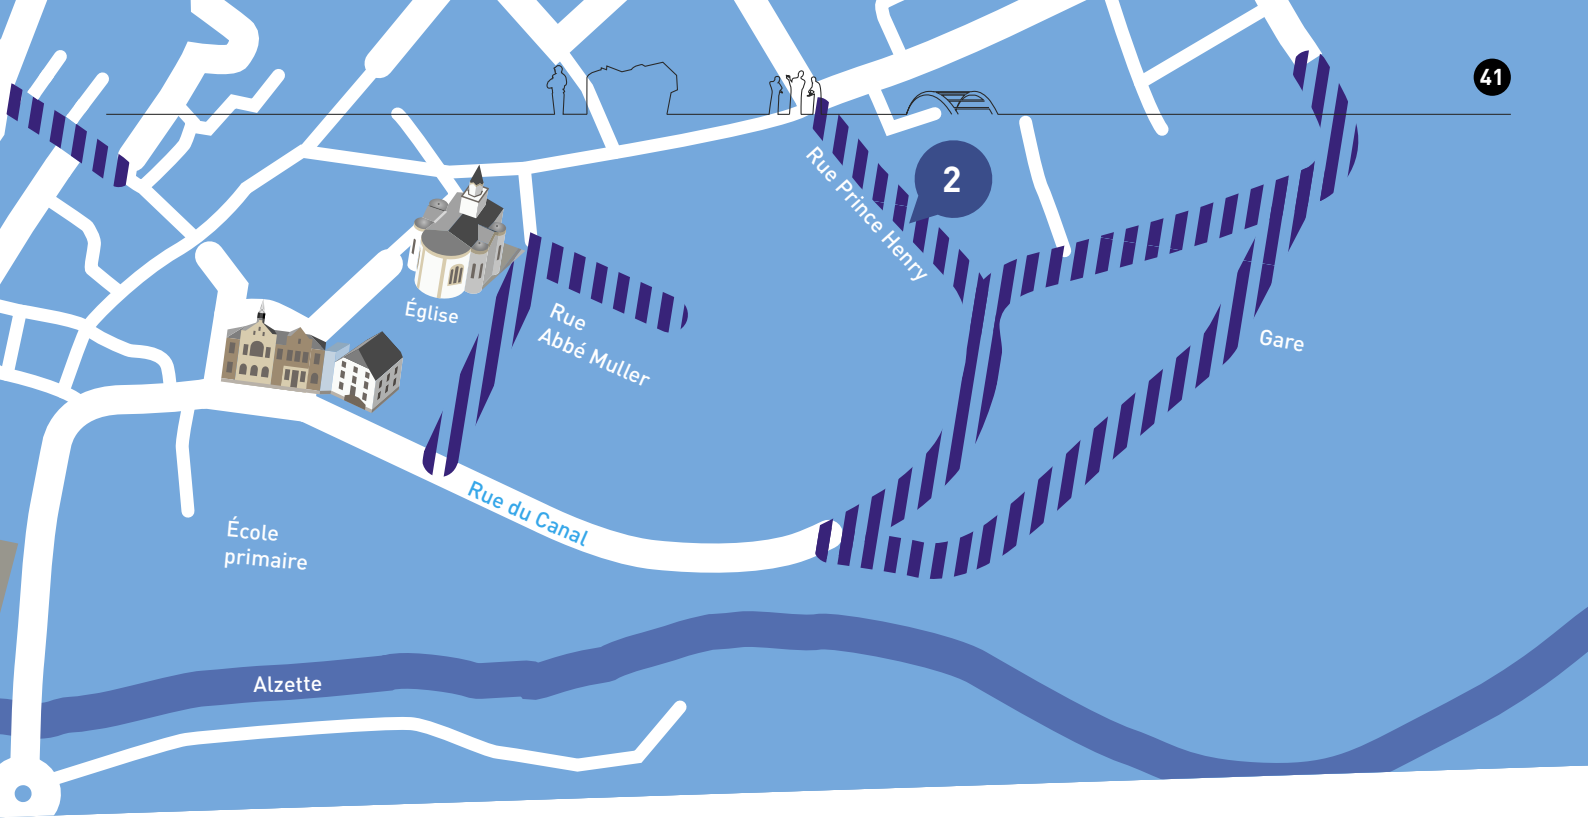 41
2
Rue Prince Henry
Église
Rue
Abbé Muller
Gare
Rue du Canal
École
primaire
Alzette